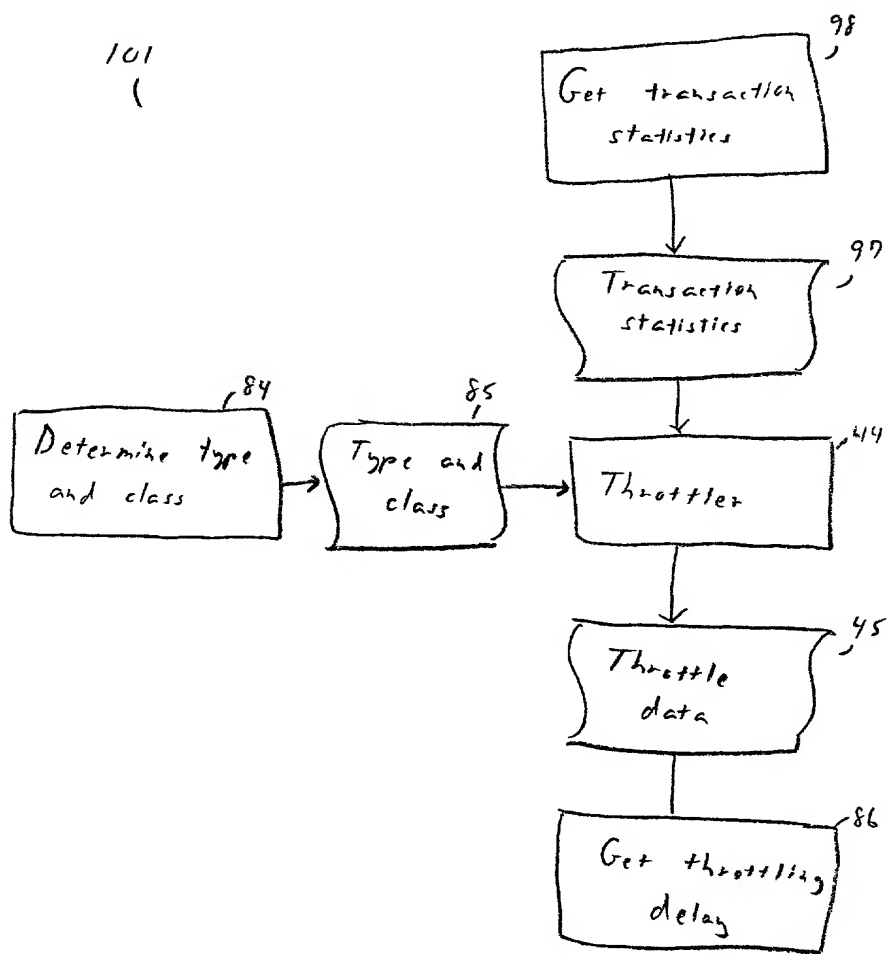 101
98
Get transaction
statistics
97
Transaction
statistics
84
Determine type
and class
85
Type and
class
44
Throttler
45
Throttle
data
86
Get throttling
delay